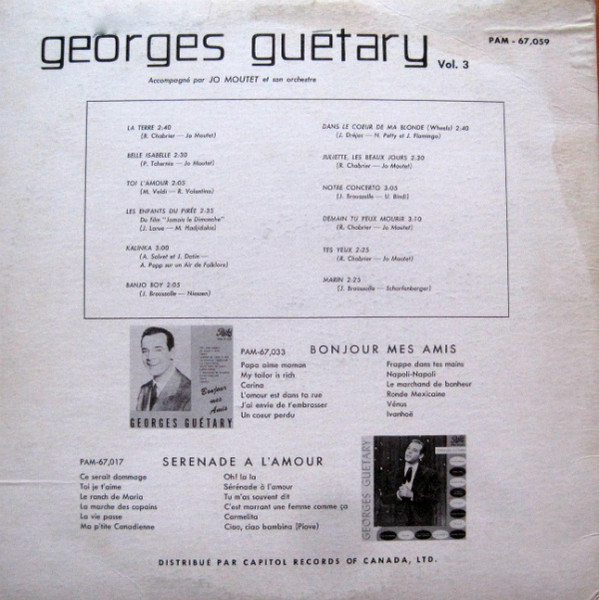 georges guétary Vol. 3
PAM - 67,059
Accompagné par JO MOUTET et son orchestre
LA TERRE 2:40
(R. Chabrier — Jo Moutet)
BELLE ISABELLE 2:30
(P. Tchernia — Jo Moutet)
TOI L'AMOUR 2:05
(M. Valdi — R. Valentino)
LES ENFANTS DU PIRÉE 2:35
Du film "Jamais le Dimanche"
(J. Larue — M. Hadjidakis)
KALINKA 3:00
(A. Salvet et J. Datin —
A. Popp sur un Air de Folklore)
BANJO BOY 2:05
(J. Broussolle — Niessen)
DANS LE COEUR DE MA BLONDE (Wheels) 2:40
(J. Dréjac — N. Petty et J. Flamingo)
JULIETTE, LES BEAUX JOURS 2:30
(R. Chabrier — Jo Moutet)
NOTRE CONCERTO 3:05
(J. Broussolle — U. Bindi)
DEMAIN TU PEUX MOURIR 3:10
(R. Chabrier — Jo Moutet)
TES YEUX 2:35
(R. Chabrier — Jo Moutet)
MARIN 2:25
(J. Broussolle — Scharfenberger)
Bonjour
mes
Amis
GEORGES GUÉTARY
PAM-67,033 BONJOUR MES AMIS
Papa aime maman
My tailor is rich
Carina
L'amour est dans ta rue
J'ai envie de t'embrasser
Un coeur perdu
Frappe dans tes mains
Napoli-Napoli
Le marchand de bonheur
Ronde Mexicaine
Vénus
Ivanhoé
PAM-67,017 SERENADE A L'AMOUR
Ce serait dommage
Toi je t'aime
Le ranch de Maria
La marche des copains
La vie passe
Ma p'tite Canadienne
Oh! la la
Sérénade à l'amour
Tu m'as souvent dit
C'est marrant une femme comme ça
Carmelita
Ciao, ciao bambina (Piove)
GEORGES GUÉTARY
DISTRIBUÉ PAR CAPITOL RECORDS OF CANADA, LTD.